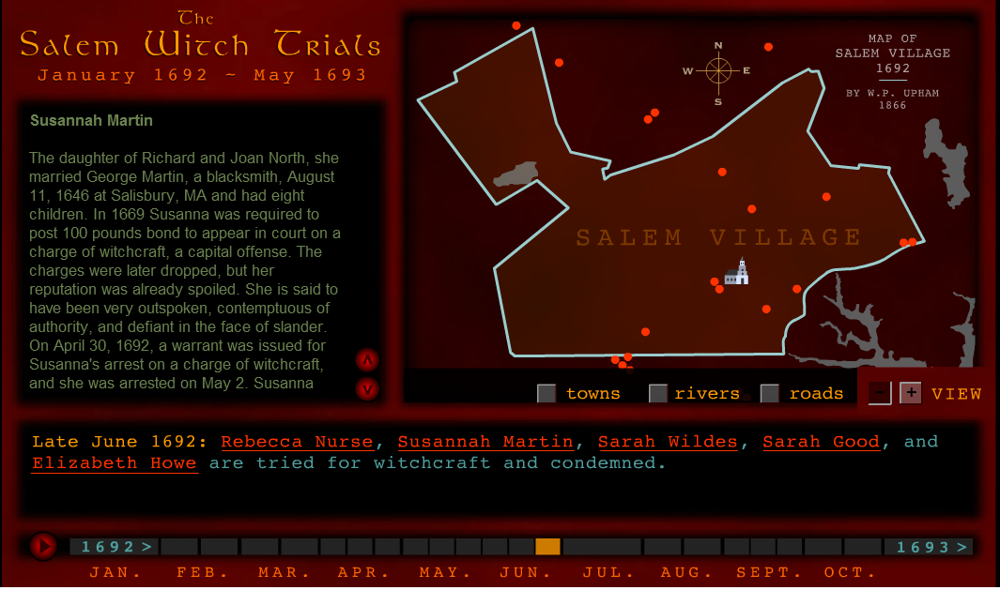 The
Salem Witch Trials
January 1692 ~ May 1693
Susannah Martin
The daughter of Richard and Joan North, she
married George Martin, a blacksmith, August
11, 1646 at Salisbury, MA and had eight
children. In 1669 Susanna was required to
post 100 pounds bond to appear in court on a
charge of witchcraft, a capital offense. The
charges were later dropped, but her
reputation was already spoiled. She is said to
have been very outspoken, contemptuous of
authority, and defiant in the face of slander.
On April 30, 1692, a warrant was issued for
Susanna's arrest on a charge of witchcraft,
and she was arrested on May 2. Susanna
N
W E
S
MAP OF
SALEM VILLAGE
1692
BY W.P. UPHAM
1866
SALEM VILLAGE
towns rivers roads - + VIEW
Late June 1692: Rebecca Nurse, Susannah Martin, Sarah Wildes, Sarah Good, and
Elizabeth Howe are tried for witchcraft and condemned.
1692 > 1693 >
JAN. FEB. MAR. APR. MAY. JUN. JUL. AUG. SEPT. OCT.